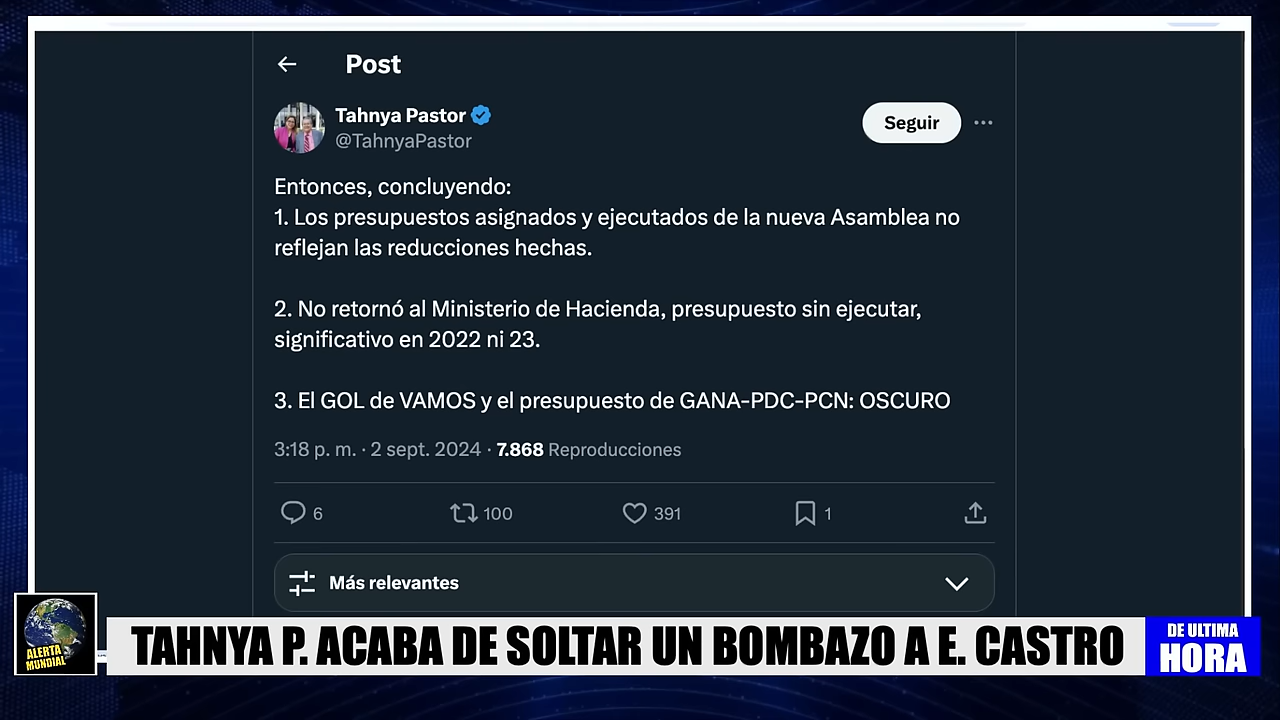 Post
Tahnya Pastor
@TahnyaPastor
Seguir
Entonces, concluyendo:
1. Los presupuestos asignados y ejecutados de la nueva Asamblea no
reflejan las reducciones hechas.
2. No retornó al Ministerio de Hacienda, presupuesto sin ejecutar,
significativo en 2022 ni 23.
3. El GOL de VAMOS y el presupuesto de GANA-PDC-PCN: OSCURO
3:18 p. m. · 2 sept. 2024 · 7.868 Reproducciones
6 100 391 1
Más relevantes
ALERTA
MUNDIAL
TAHNYA P. ACABA DE SOLTAR UN BOMBAZO A E. CASTRO
DE ULTIMA
HORA